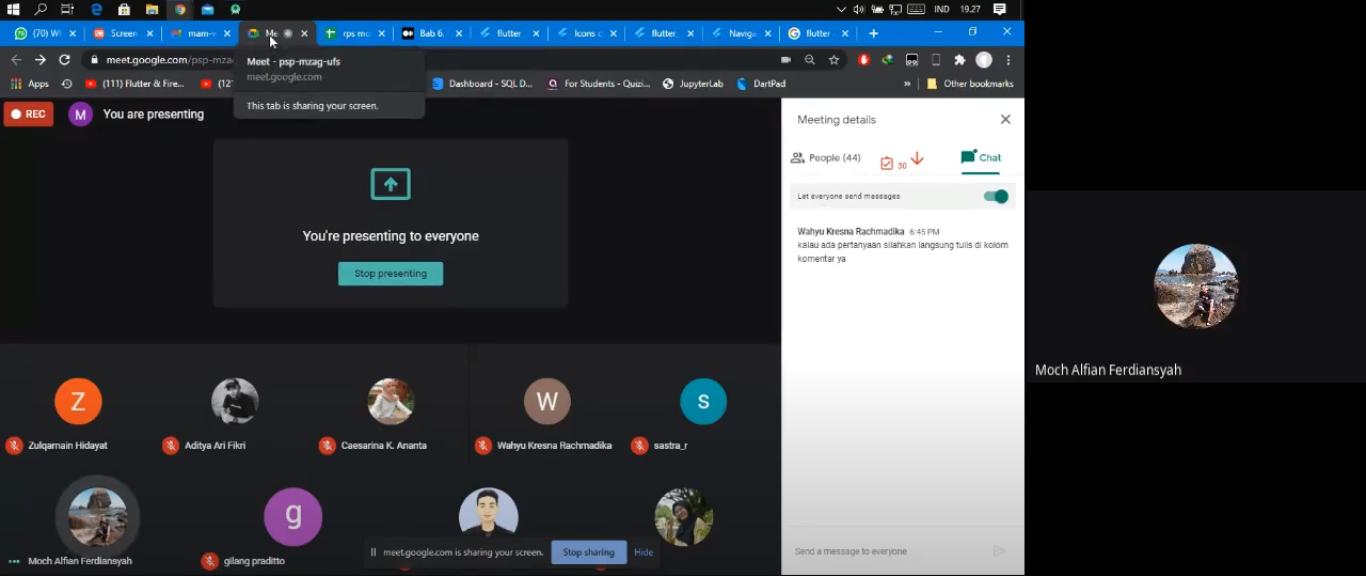 IND 19.27
(70) W
Screen
mam-
Me
rps mo
Bab 6.
flutter_
Icons c
flutter_
Naviga
flutter
meet.google.com/psp-mza
Meet - psp-mzag-ufs
meet.google.com
This tab is sharing your screen.
Apps
(111) Flutter & Fire...
Dashboard - SQL D...
For Students - Quizi...
JupyterLab
DartPad
»
Other bookmarks
REC
M
You are presenting
You're presenting to everyone
Stop presenting
Meeting details
People (44)
30
Chat
Let everyone send messages
Wahyu Kresna Rachmadika 6:45 PM
kalau ada pertanyaan silahkan langsung tulis di kolom
komentar ya
Moch Alfian Ferdiansyah
Z
W
s
Zulqarnain Hidayat
Aditya Ari Fikri
Caesarina K. Ananta
Wahyu Kresna Rachmadika
sastra_r
g
Moch Alfian Ferdiansyah
gilang praditto
meet.google.com is sharing your screen.
Stop sharing
Hide
Send a message to everyone